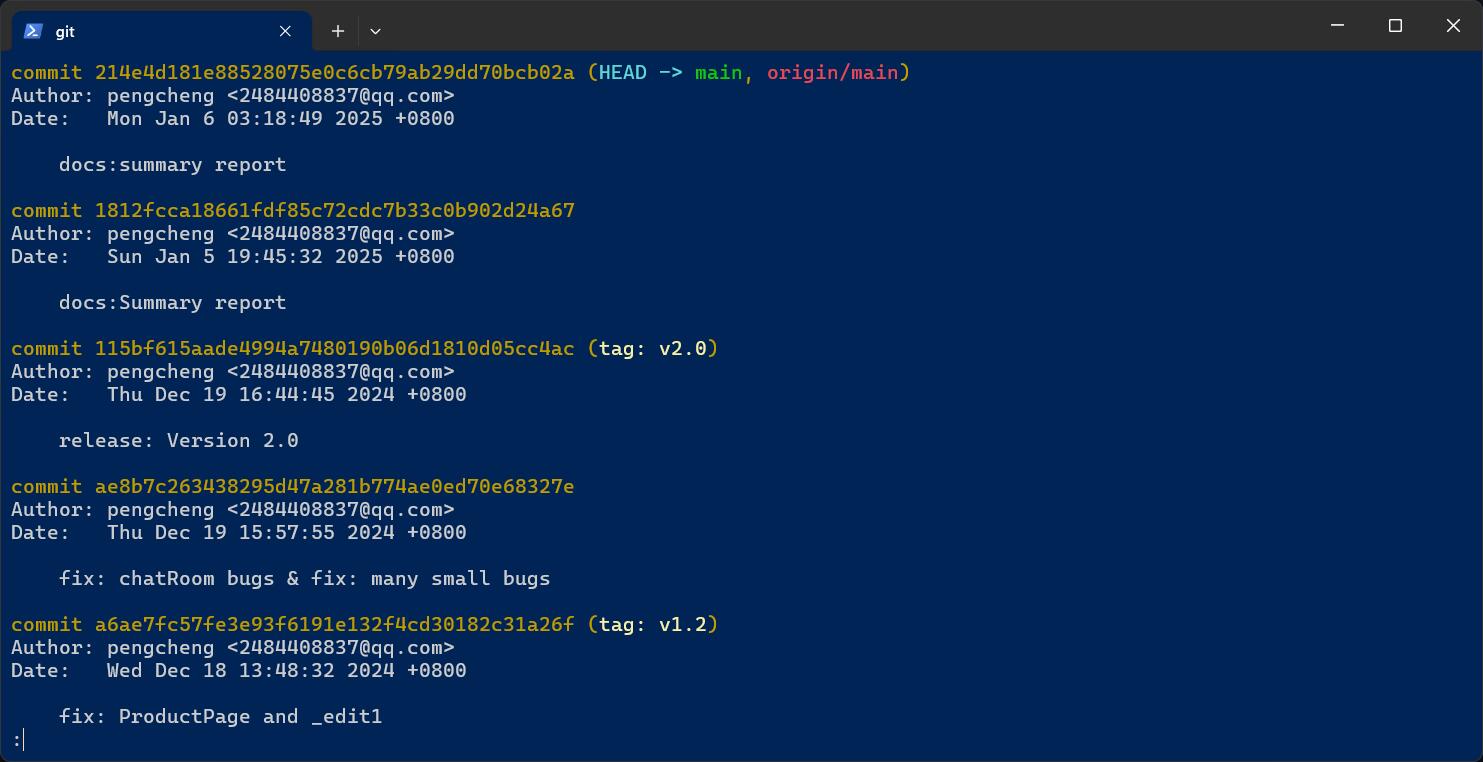 git
commit 214e4d181e88528075e0c6cb79ab29dd70bcb02a (HEAD -> main, origin/main)
Author: pengcheng <2484408837@qq.com>
Date:   Mon Jan 6 03:18:49 2025 +0800
    docs:summary report
commit 1812fcca18661fdf85c72cdc7b33c0b902d24a67
Author: pengcheng <2484408837@qq.com>
Date:   Sun Jan 5 19:45:32 2025 +0800
    docs:Summary report
commit 115bf615aade4994a7480190b06d1810d05cc4ac (tag: v2.0)
Author: pengcheng <2484408837@qq.com>
Date:   Thu Dec 19 16:44:45 2024 +0800
    release: Version 2.0
commit ae8b7c263438295d47a281b774ae0ed70e68327e
Author: pengcheng <2484408837@qq.com>
Date:   Thu Dec 19 15:57:55 2024 +0800
    fix: chatRoom bugs & fix: many small bugs
commit a6ae7fc57fe3e93f6191e132f4cd30182c31a26f (tag: v1.2)
Author: pengcheng <2484408837@qq.com>
Date:   Wed Dec 18 13:48:32 2024 +0800
    fix: ProductPage and _edit1
: